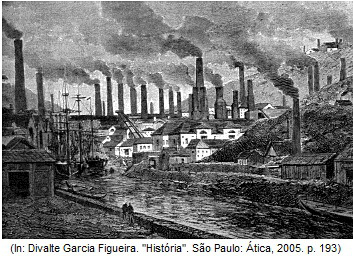 (In: Divalte Garcia Figueira. "História". São Paulo: Ática, 2005. p. 193)